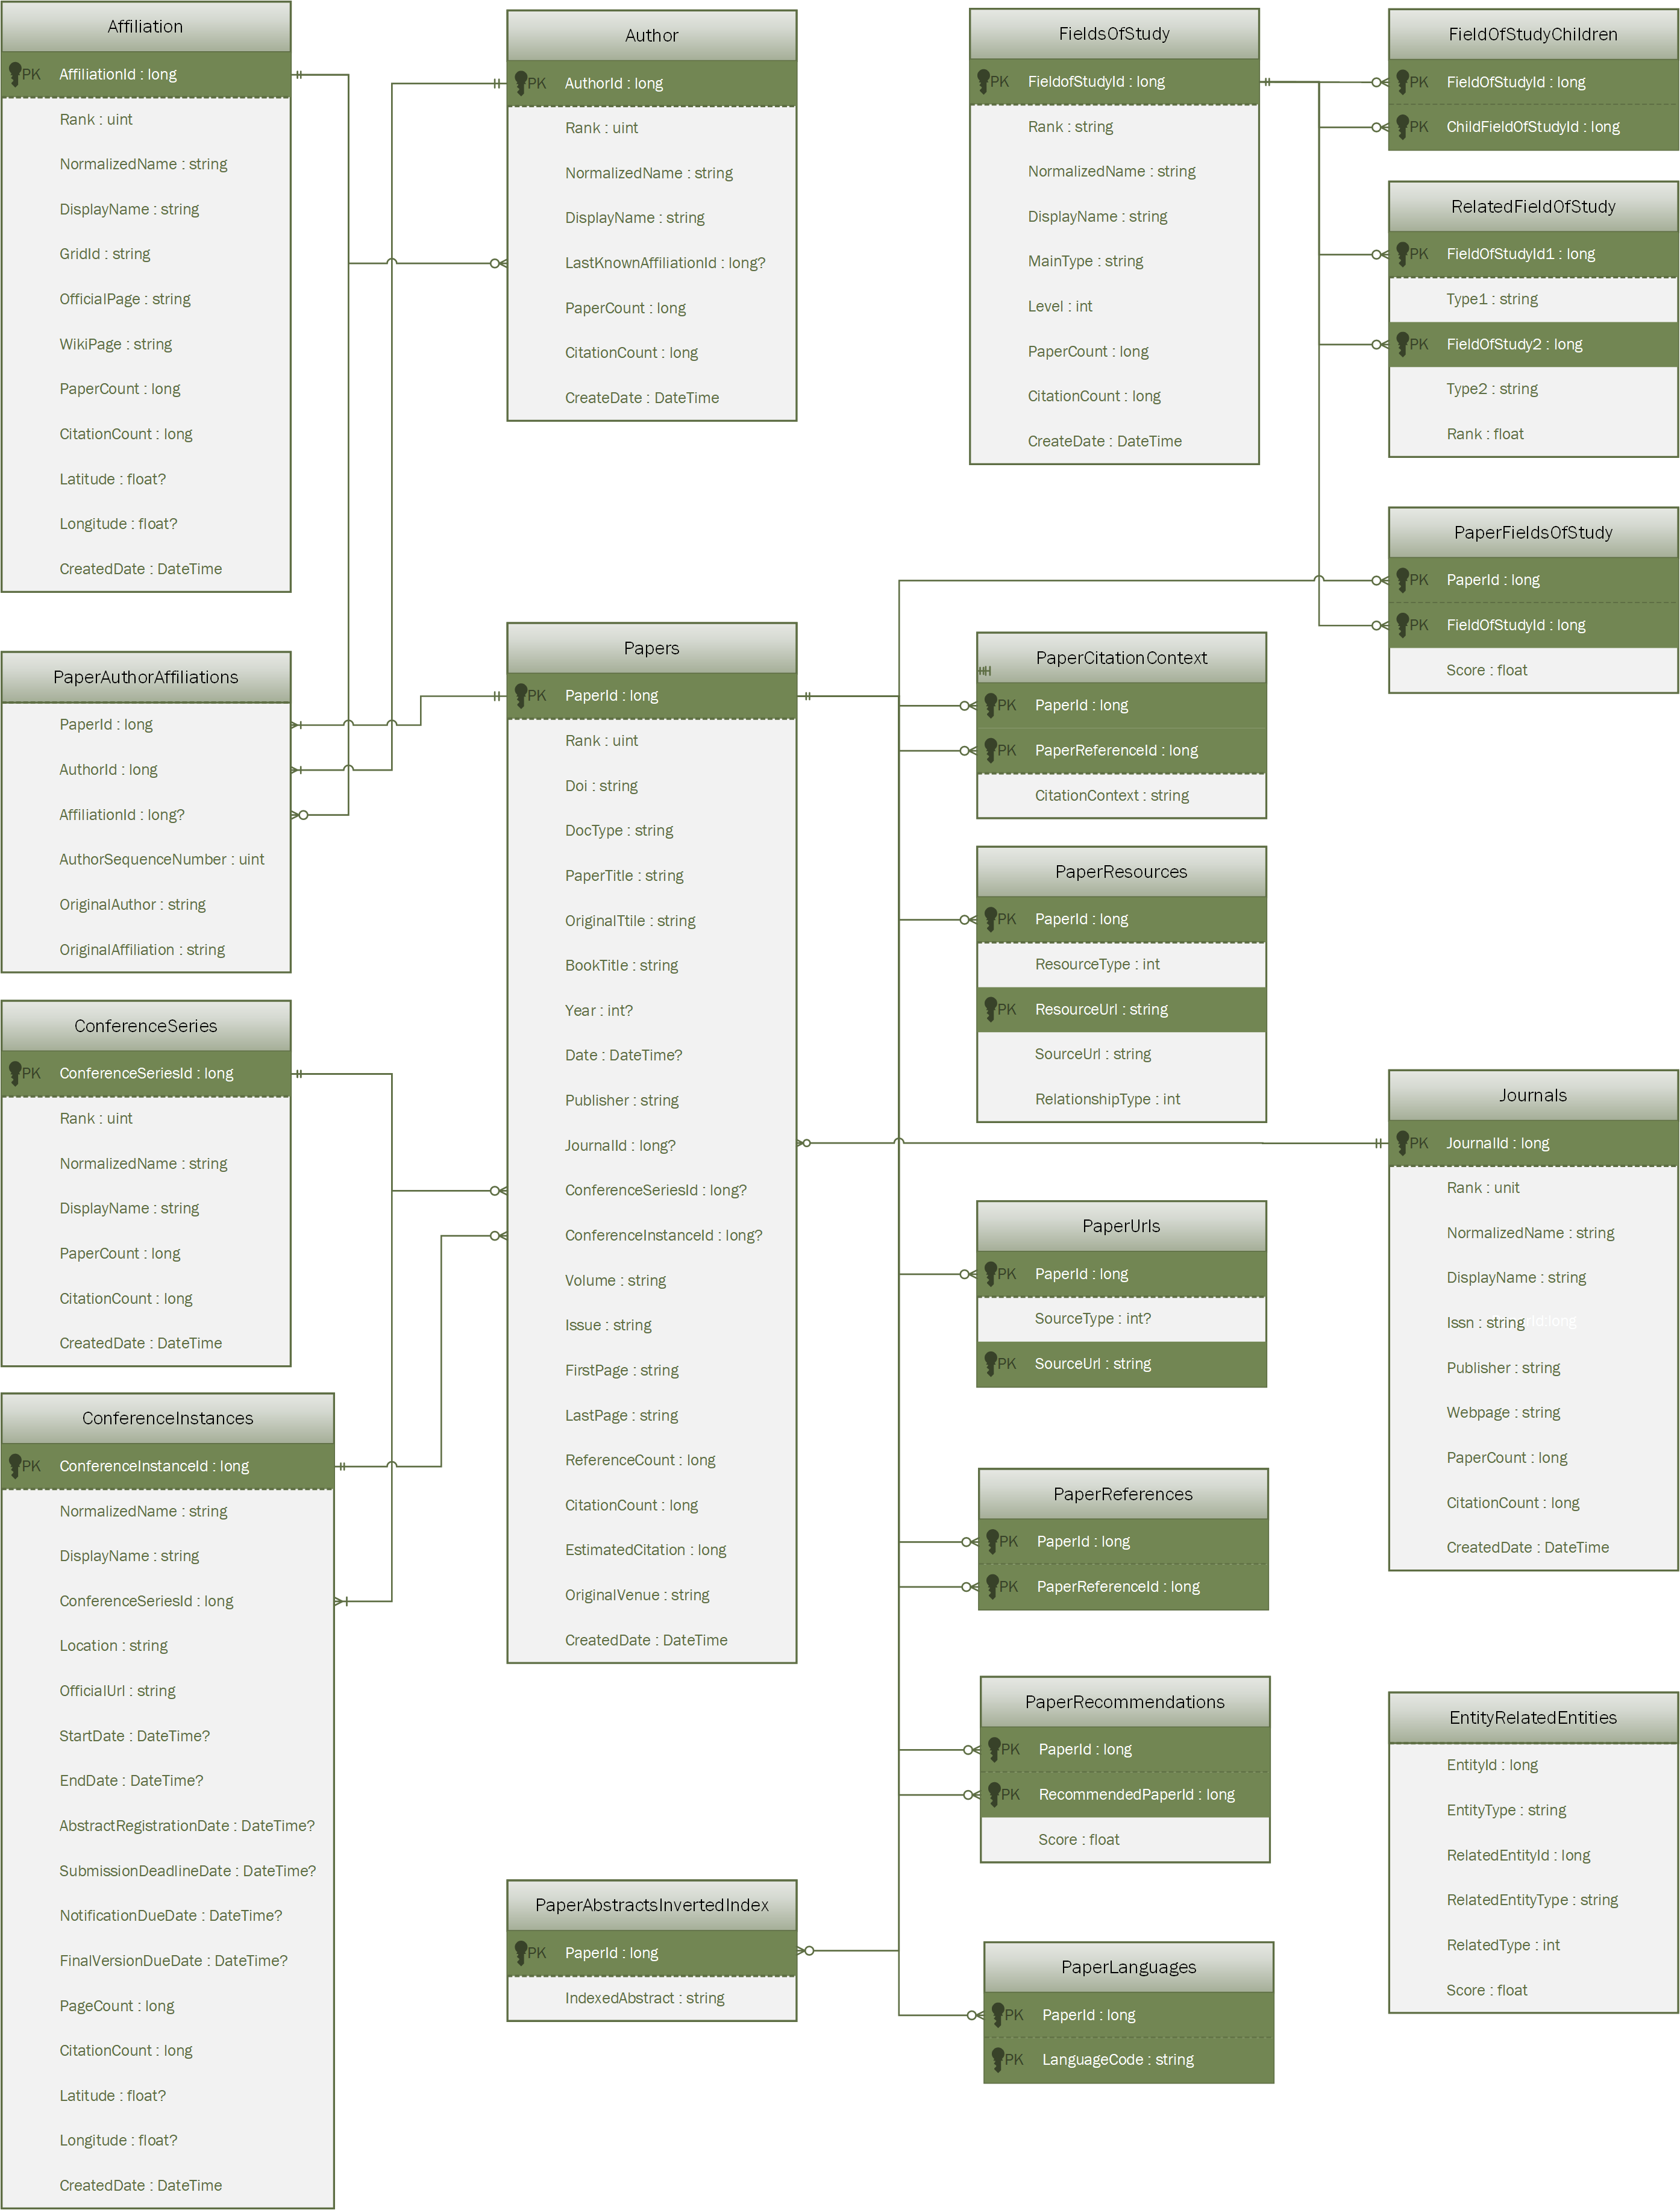 Affiliation
PK AffiliationId : long
Rank : uint
NormalizedName : string
DisplayName : string
GridId : string
OfficialPage : string
WikiPage : string
PaperCount : long
CitationCount : long
Latitude : float?
Longitude : float?
CreatedDate : DateTime
Author
PK AuthorId : long
Rank : uint
NormalizedName : string
DisplayName : string
LastKnownAffiliationId : long?
PaperCount : long
CitationCount : long
CreateDate : DateTime
FieldsOfStudy
PK FieldofStudyId : long
Rank : string
NormalizedName : string
DisplayName : string
MainType : string
Level : int
PaperCount : long
CitationCount : long
CreateDate : DateTime
FieldOfStudyChildren
PK FieldOfStudyId : long
PK ChildFieldOfStudyId : long
RelatedFieldOfStudy
PK FieldOfStudyId1 : long
Type1 : string
PK FieldOfStudy2 : long
Type2 : string
Rank : float
PaperFieldsOfStudy
PK PaperId : long
PK FieldOfStudyId : long
Score : float
PaperAuthorAffiliations
PaperId : long
AuthorId : long
AffiliationId : long?
AuthorSequenceNumber : uint
OriginalAuthor : string
OriginalAffiliation : string
Papers
PK PaperId : long
Rank : uint
Doi : string
DocType : string
PaperTitle : string
OriginalTtile : string
BookTitle : string
Year : int?
Date : DateTime?
Publisher : string
JournalId : long?
ConferenceSeriesId : long?
ConferenceInstanceId : long?
Volume : string
Issue : string
FirstPage : string
LastPage : string
ReferenceCount : long
CitationCount : long
EstimatedCitation : long
OriginalVenue : string
CreatedDate : DateTime
PaperCitationContext
PK PaperId : long
PK PaperReferenceId : long
CitationContext : string
PaperResources
PK PaperId : long
ResourceType : int
PK ResourceUrl : string
SourceUrl : string
RelationshipType : int
ConferenceSeries
PK ConferenceSeriesId : long
Rank : uint
NormalizedName : string
DisplayName : string
PaperCount : long
CitationCount : long
CreatedDate : DateTime
Journals
PK JournalId : long
Rank : unit
NormalizedName : string
DisplayName : string
Issn : string
Publisher : string
Webpage : string
PaperCount : long
CitationCount : long
CreatedDate : DateTime
PaperUrls
PK PaperId : long
SourceType : int?
PK SourceUrl : string
ConferenceInstances
PK ConferenceInstanceId : long
NormalizedName : string
DisplayName : string
ConferenceSeriesId : long
Location : string
OfficialUrl : string
StartDate : DateTime?
EndDate : DateTime?
AbstractRegistrationDate : DateTime?
SubmissionDeadlineDate : DateTime?
NotificationDueDate : DateTime?
FinalVersionDueDate : DateTime?
PageCount : long
CitationCount : long
Latitude : float?
Longitude : float?
CreatedDate : DateTime
PaperReferences
PK PaperId : long
PK PaperReferenceId : long
PaperRecommendations
PK PaperId : long
PK RecommendedPaperId : long
Score : float
EntityRelatedEntities
EntityId : long
EntityType : string
RelatedEntityId : long
RelatedEntityType : string
RelatedType : int
Score : float
PaperAbstractsInvertedIndex
PK PaperId : long
IndexedAbstract : string
PaperLanguages
PK PaperId : long
PK LanguageCode : string